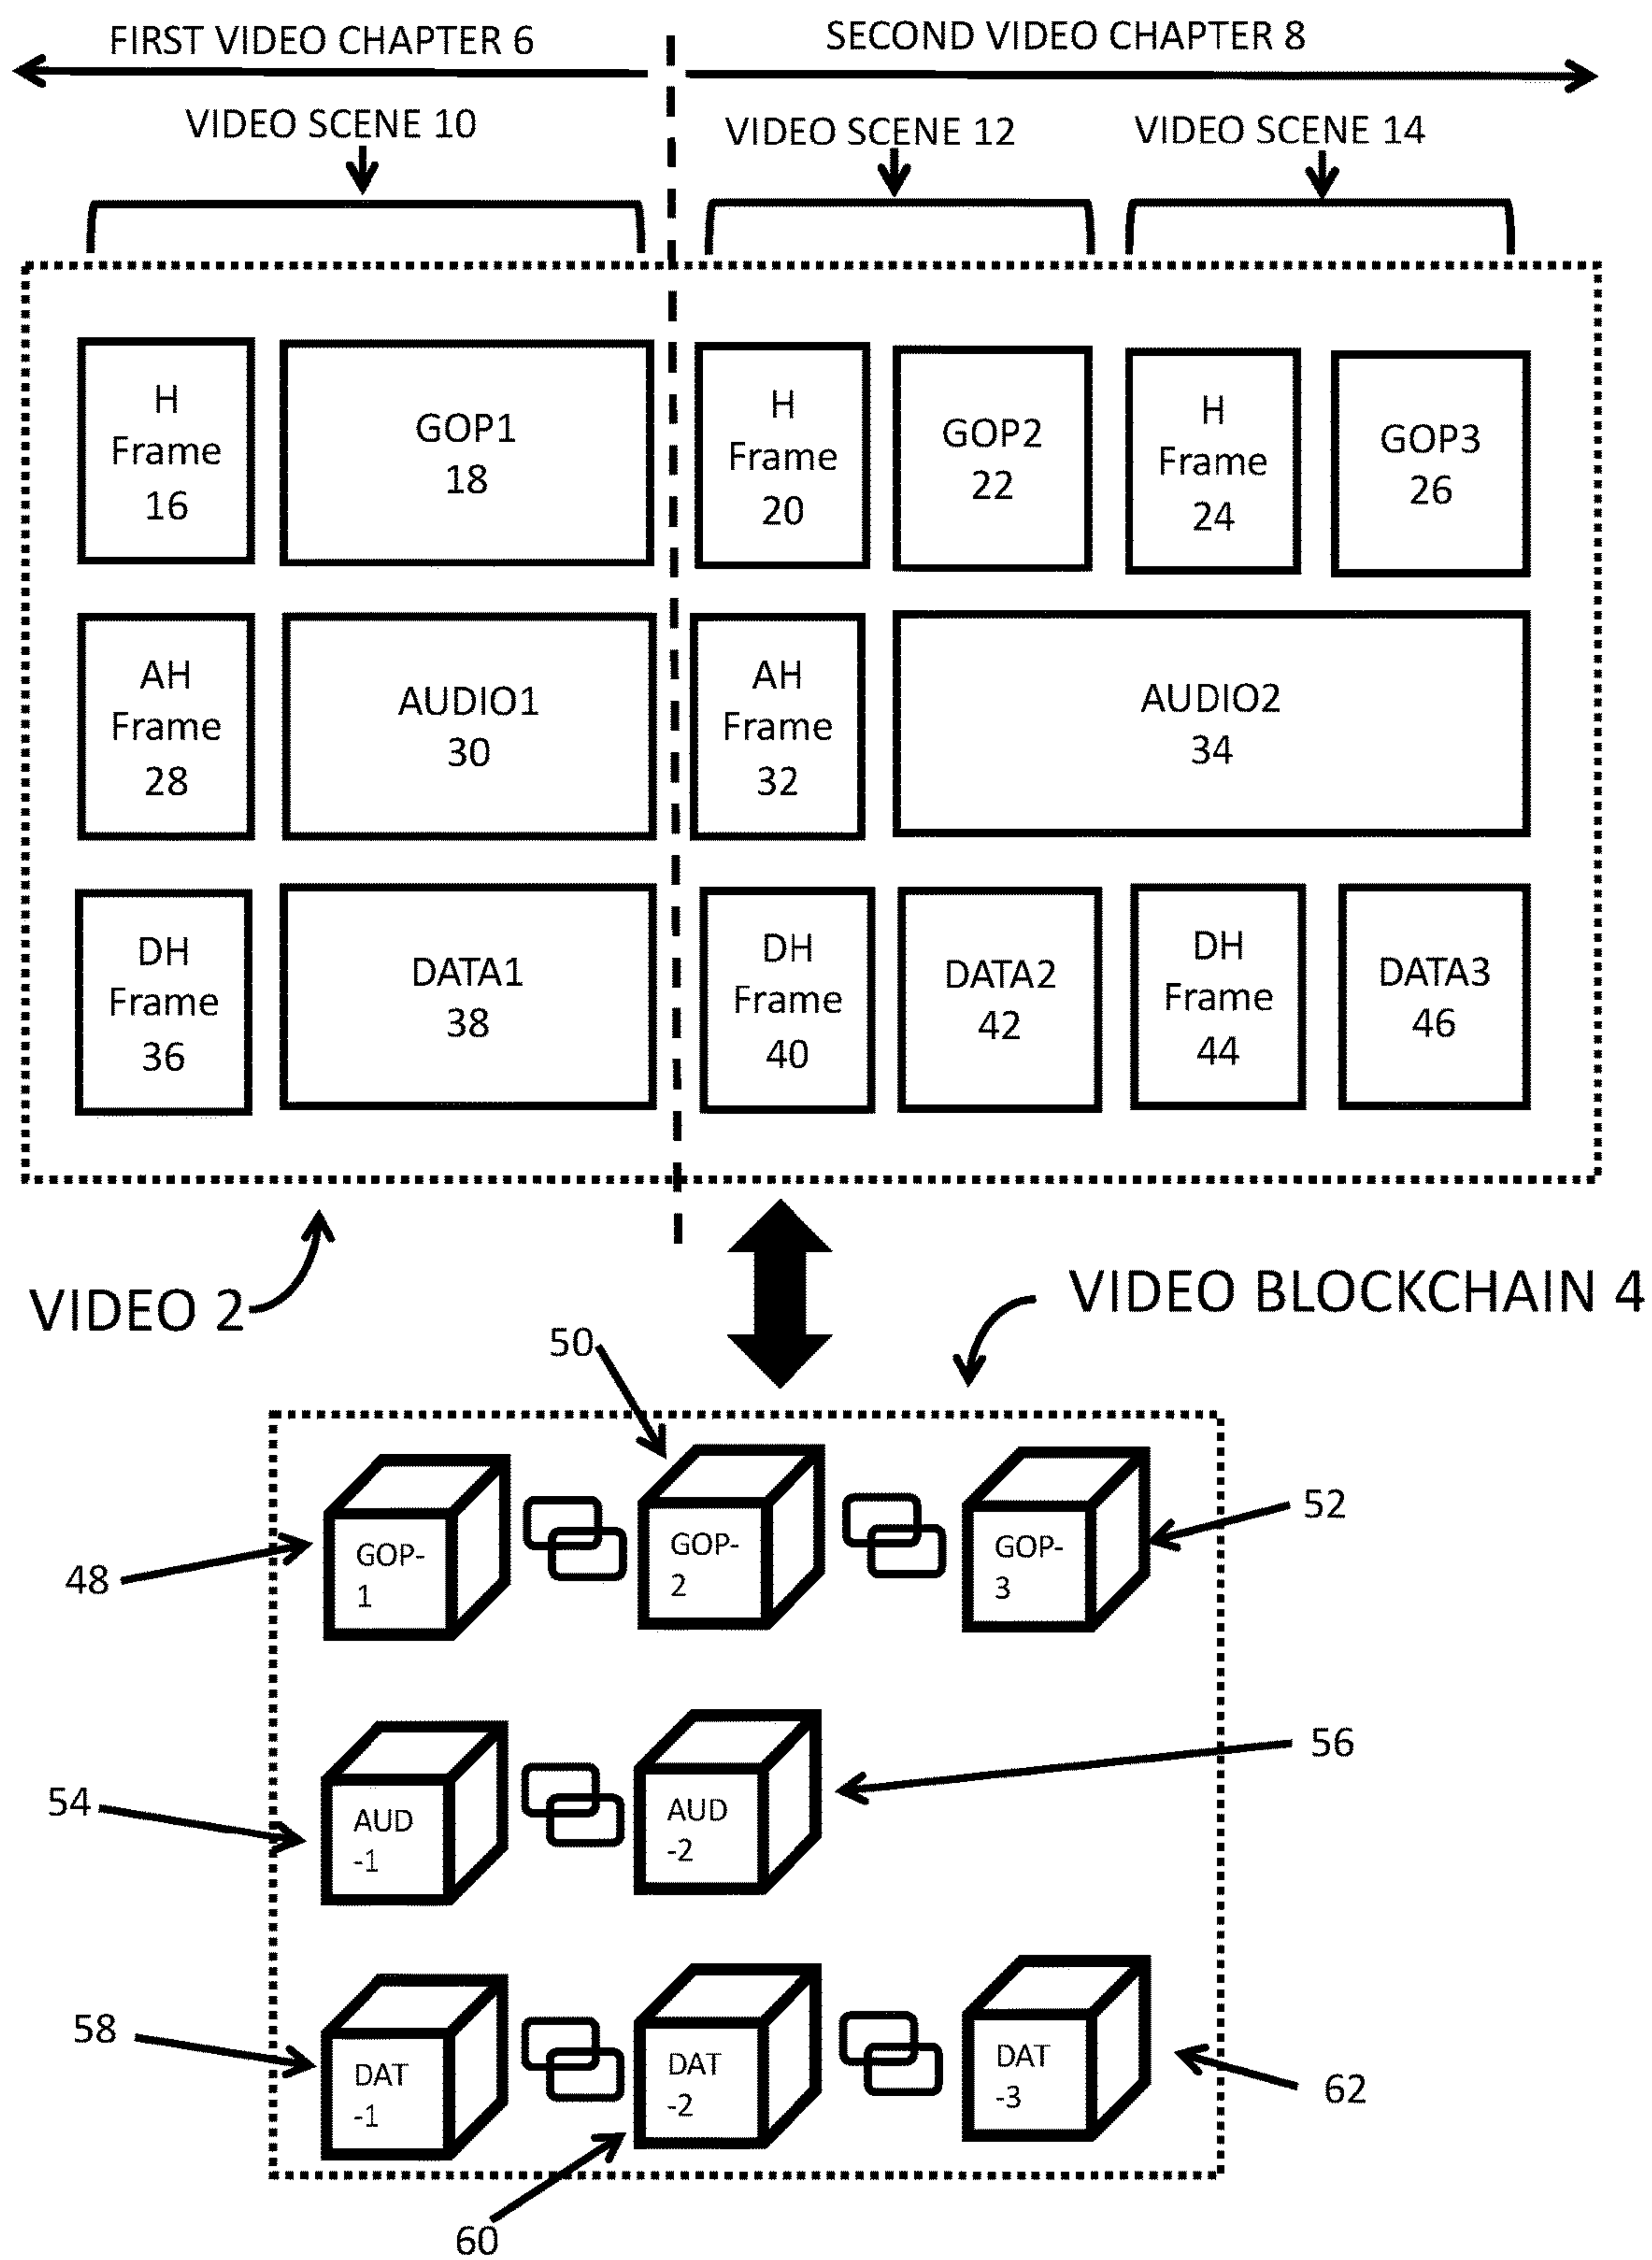 FIRST VIDEO CHAPTER 6
SECOND VIDEO CHAPTER 8
VIDEO SCENE 10
VIDEO SCENE 12
VIDEO SCENE 14
H
Frame
16
GOP1
18
H
Frame
20
GOP2
22
H
Frame
24
GOP3
26
AH
Frame
28
AUDIO1
30
AH
Frame
32
AUDIO2
34
DH
Frame
36
DATA1
38
DH
Frame
40
DATA2
42
DH
Frame
44
DATA3
46
VIDEO 2
VIDEO BLOCKCHAIN 4
50
48
GOP-
1
GOP-
2
GOP-
3
52
54
AUD
-1
AUD
-2
56
58
DAT
-1
DAT
-2
DAT
-3
62
60